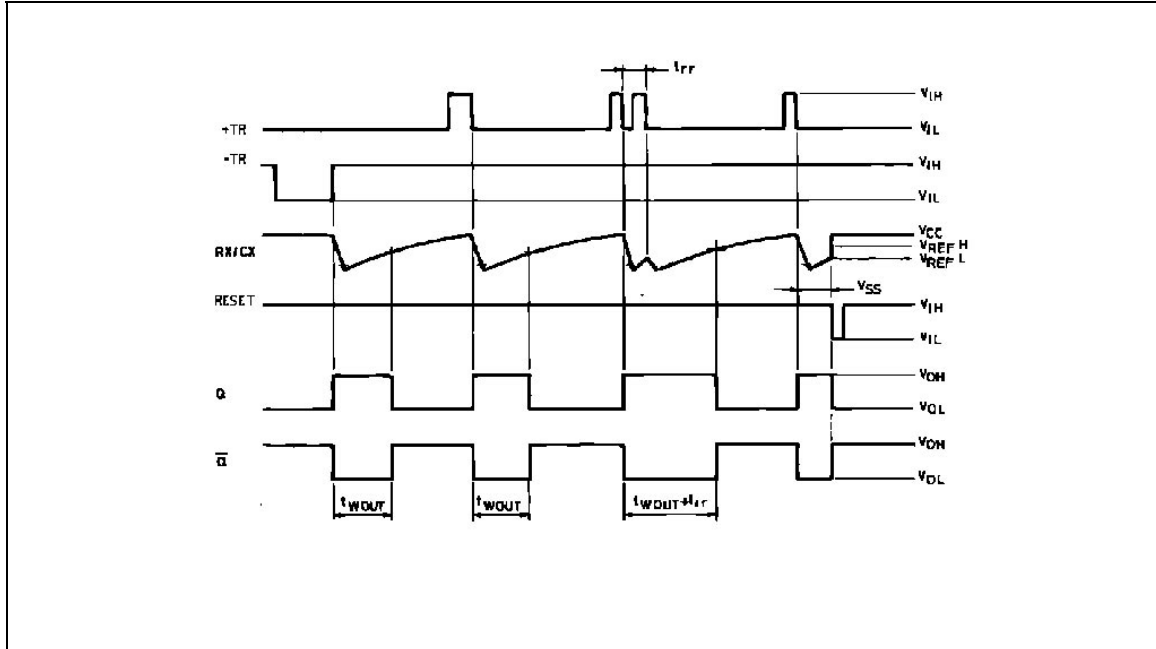 trr
VIH
+TR
VIL
-TR
VIH
VIL
VCC
VREF H
RX/CX
VREF L
VSS
RESET
VIH
VIL
VOH
Q
VOL
VOH
Q
VOL
tWOUT
tWOUT
tWOUT+trr